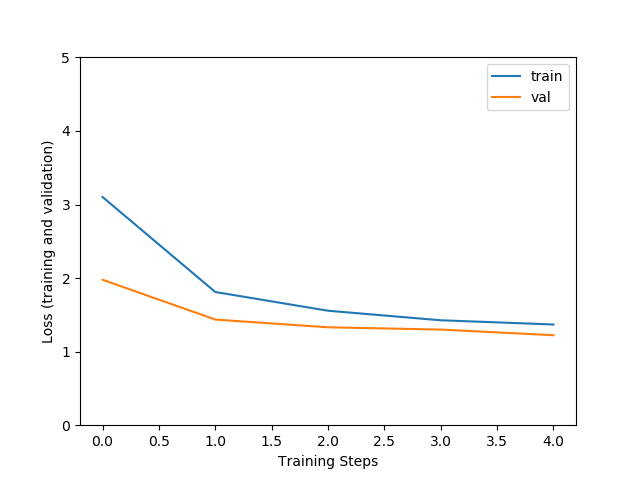 5
4
3
2
1
0
Loss (training and validation)
train
val
0.0 0.5 1.0 1.5 2.0 2.5 3.0 3.5 4.0
Training Steps